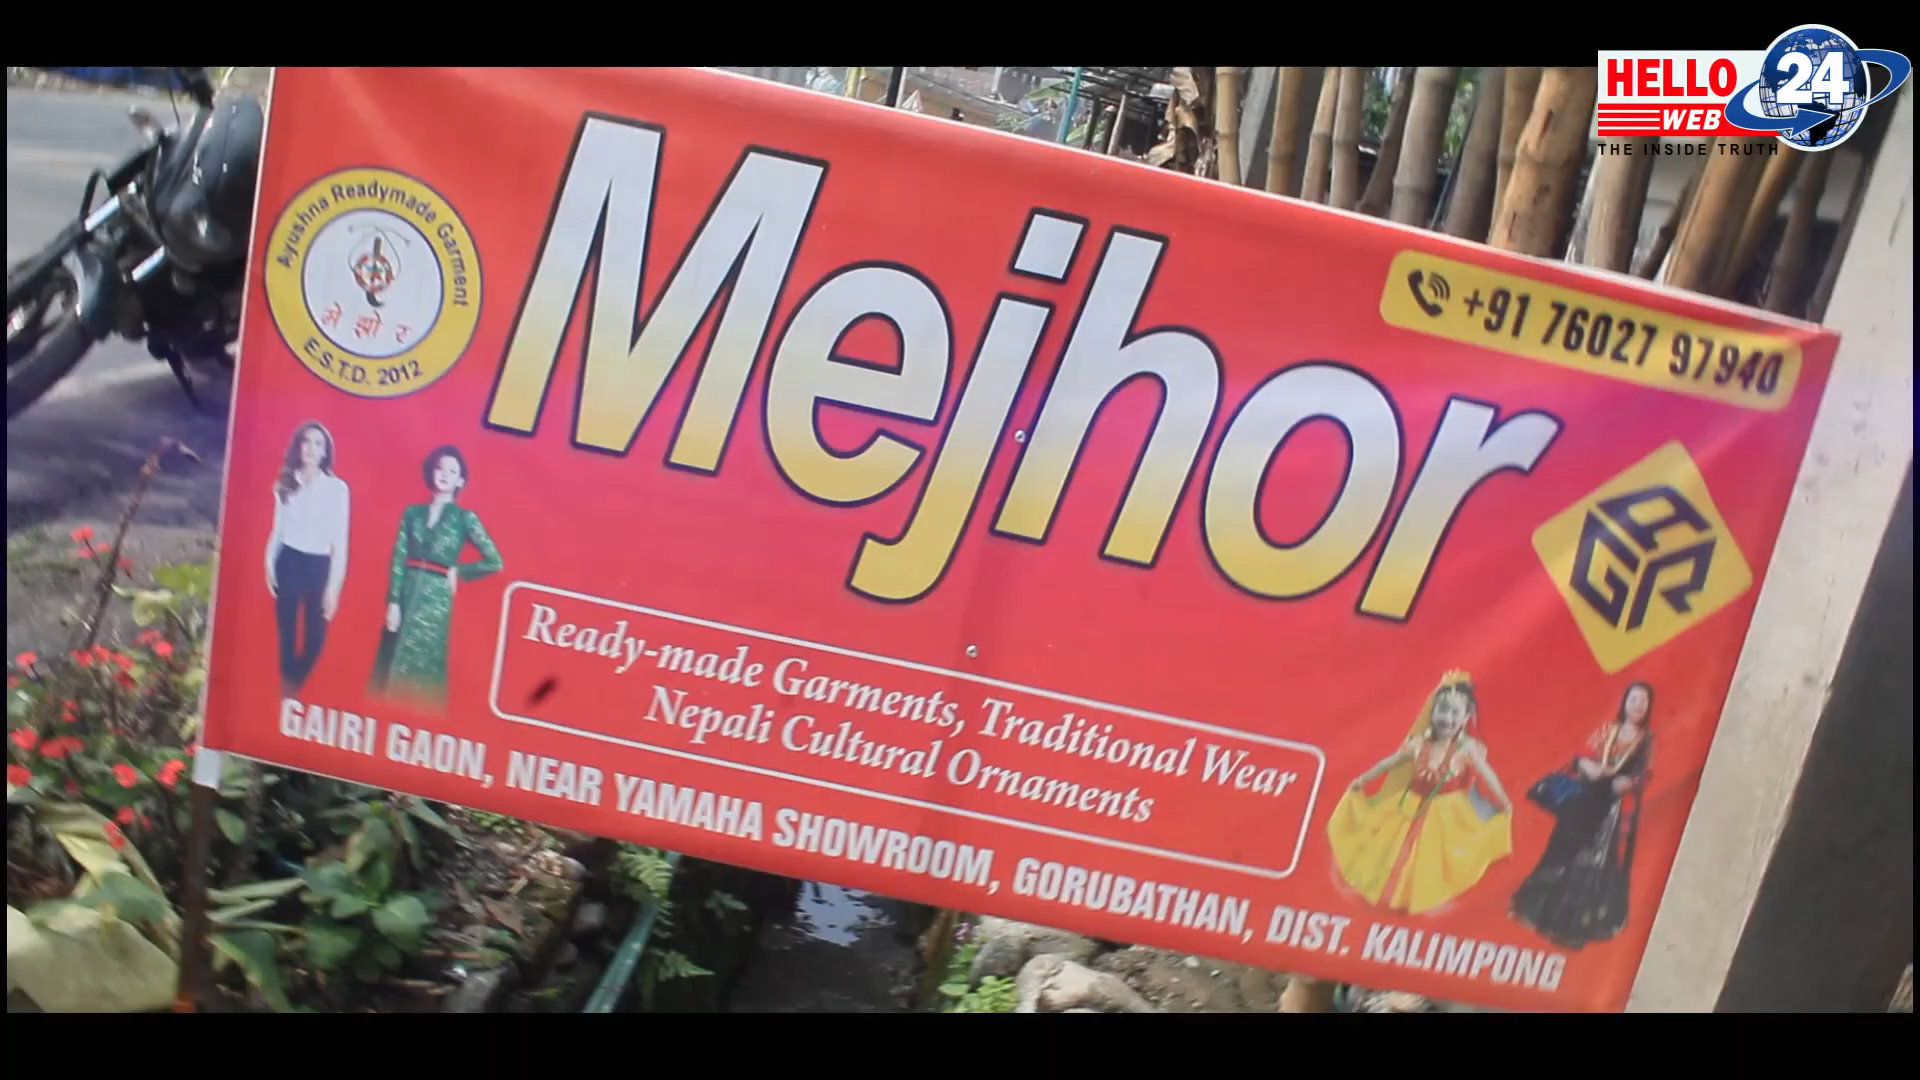 HELLO
WEB
24
THE INSIDE TRUTH
Ayushna Readymade Garment
मे झो र
E.S.T.D. 2012
Mejhor
+91 76027 97940
AGR
Ready-made Garments, Traditional Wear
Nepali Cultural Ornaments
GAIRI GAON, NEAR YAMAHA SHOWROOM, GORUBATHAN, DIST. KALIMPONG